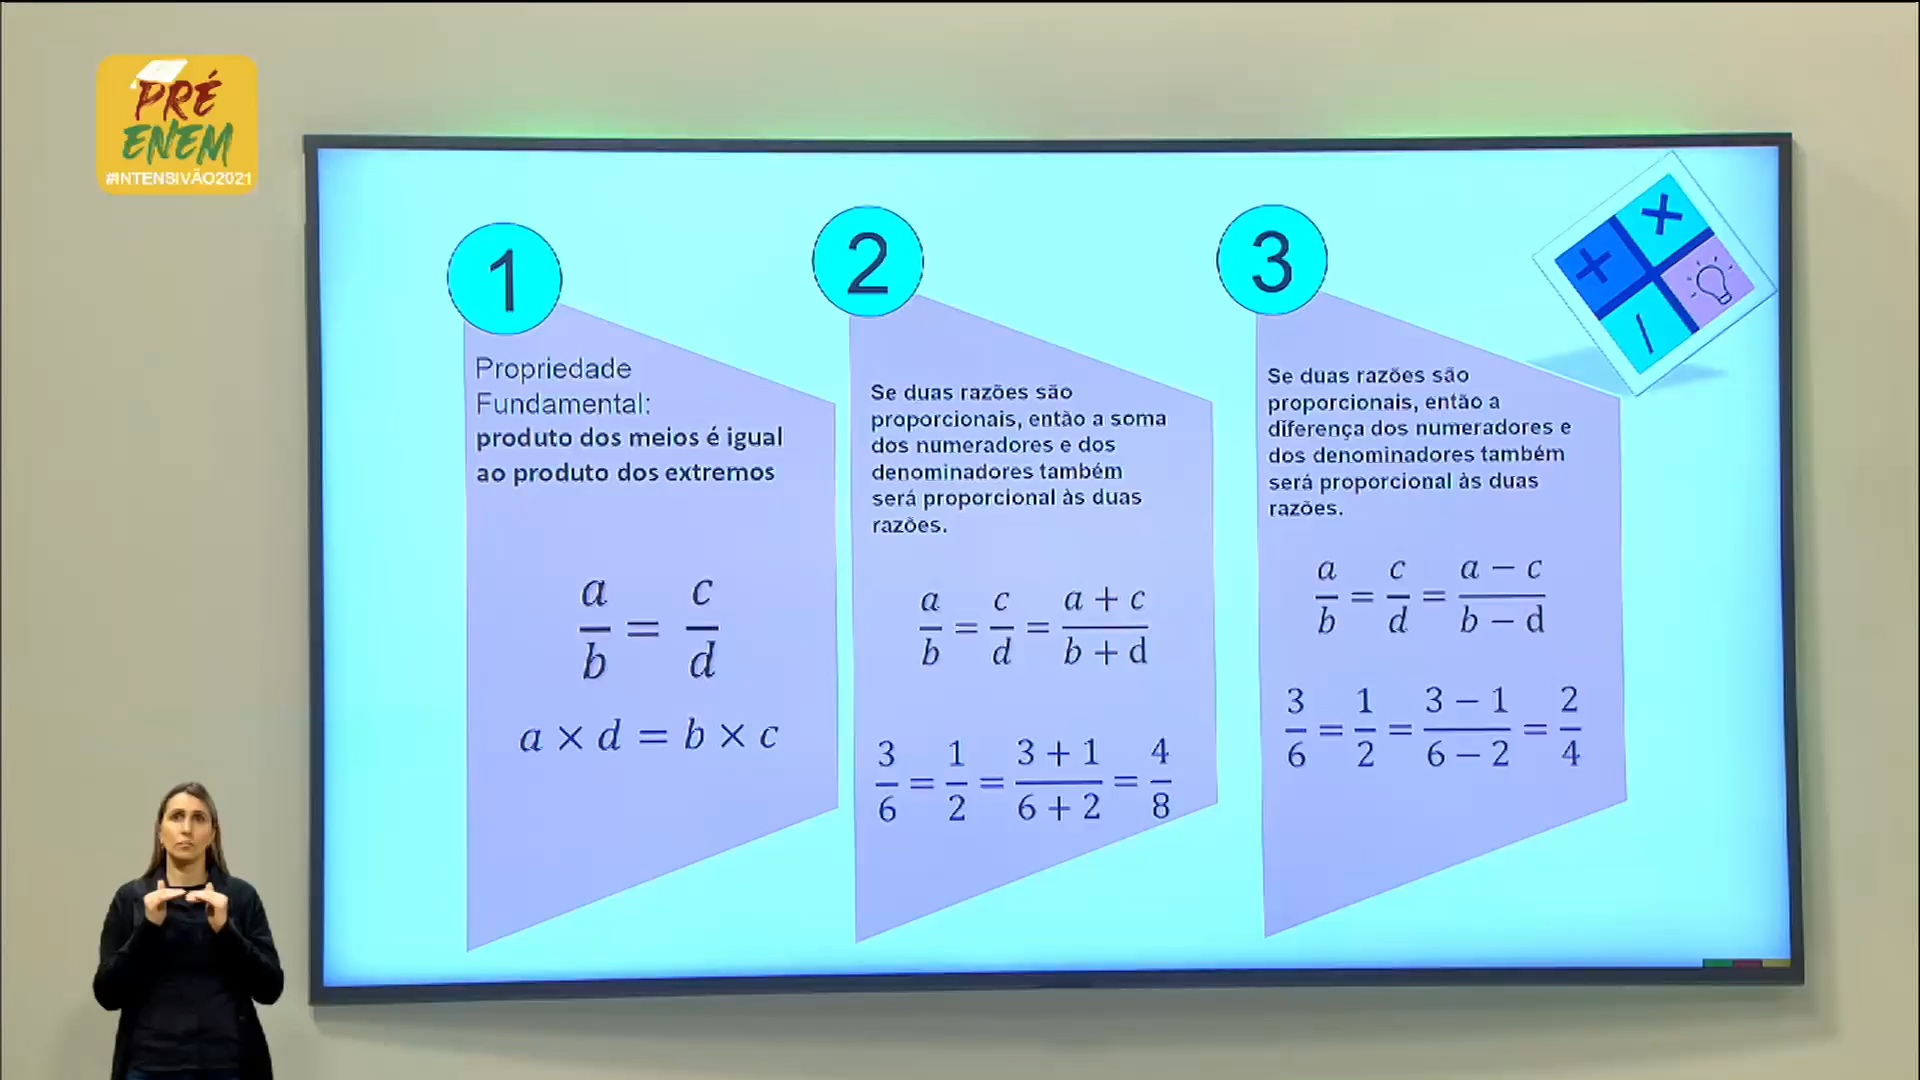 PRÉ
ENEM
#INTENSIVÃO2021
1
Propriedade
Fundamental:
produto dos meios é igual
ao produto dos extremos
a/b = c/d
a × d = b × c
2
Se duas razões são
proporcionais, então a soma
dos numeradores e dos
denominadores também
será proporcional às duas
razões.
a/b = c/d = (a + c)/(b + d)
3/6 = 1/2 = (3 + 1)/(6 + 2) = 4/8
3
Se duas razões são
proporcionais, então a
diferença dos numeradores e
dos denominadores também
será proporcional às duas
razões.
a/b = c/d = (a − c)/(b − d)
3/6 = 1/2 = (3 − 1)/(6 − 2) = 2/4